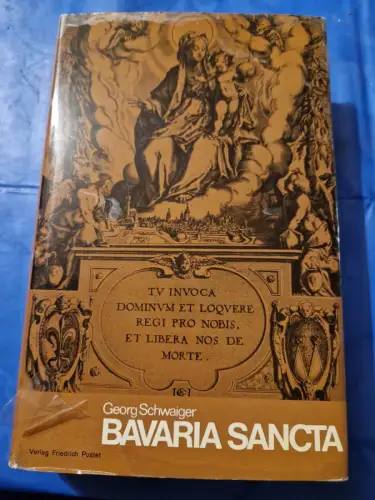 TV INVOCA
DOMINVM ET LOQVERE
REGI PRO NOBIS,
ET LIBERA NOS DE
MORTE.
Georg Schwaiger
BAVARIA SANCTA
Verlag Friedrich Pustet